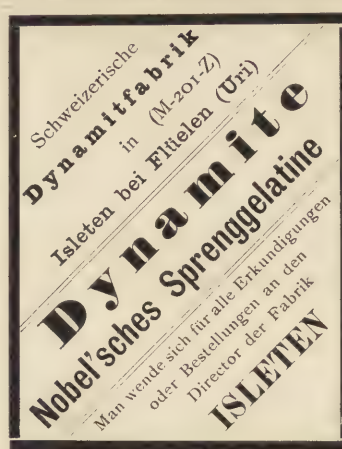 Schweizerische
Dynamitfabrik
in (M-201-Z)
Isleten bei Flüelen (Uri)
Dynamite
Nobel'sches Sprenggelatine
Man wende sich für alle Erkundigungen
oder Bestellungen an den
Director der Fabrik
ISLETEN